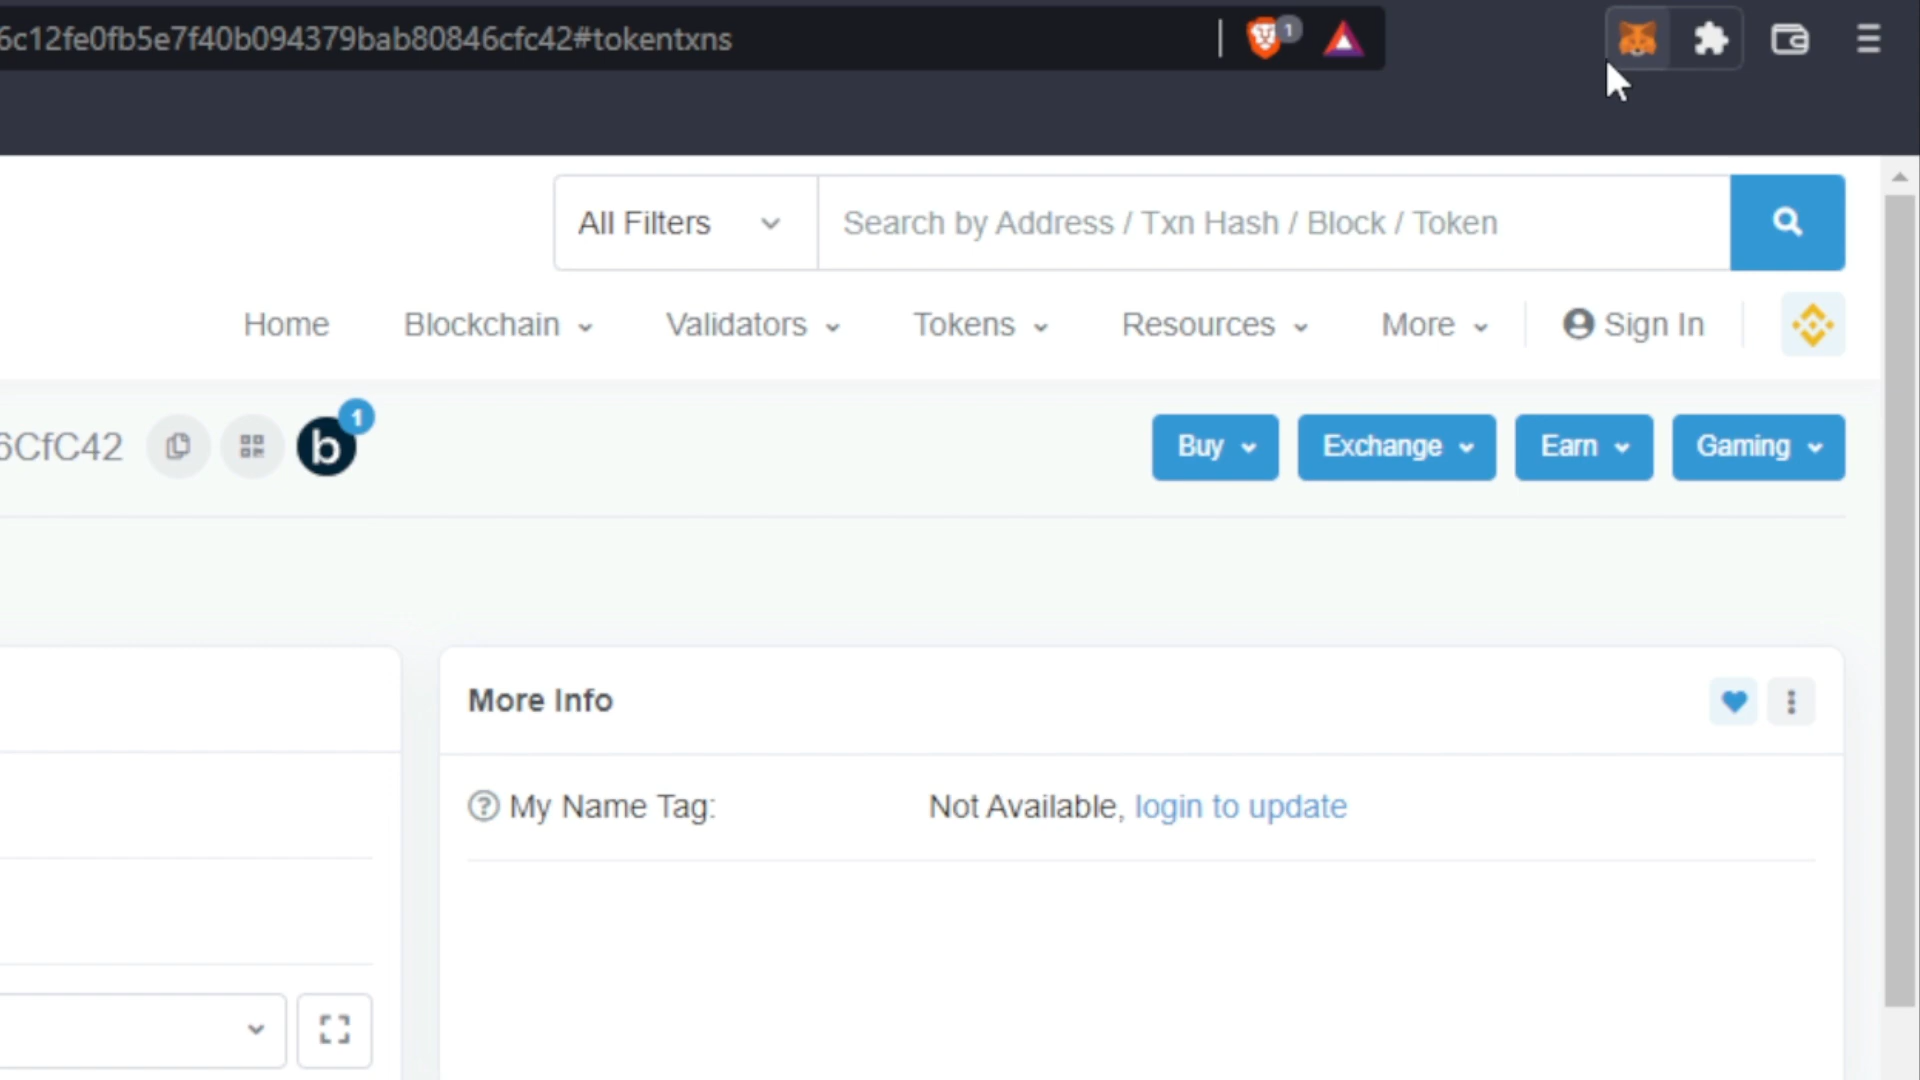 6c12fe0fb5e7f40b094379bab80846cfc42#tokentxns
1
All Filters
Search by Address / Txn Hash / Block / Token
Home
Blockchain
Validators
Tokens
Resources
More
Sign In
6CfC42
b
1
Buy
Exchange
Earn
Gaming
More Info
? My Name Tag:
Not Available, login to update